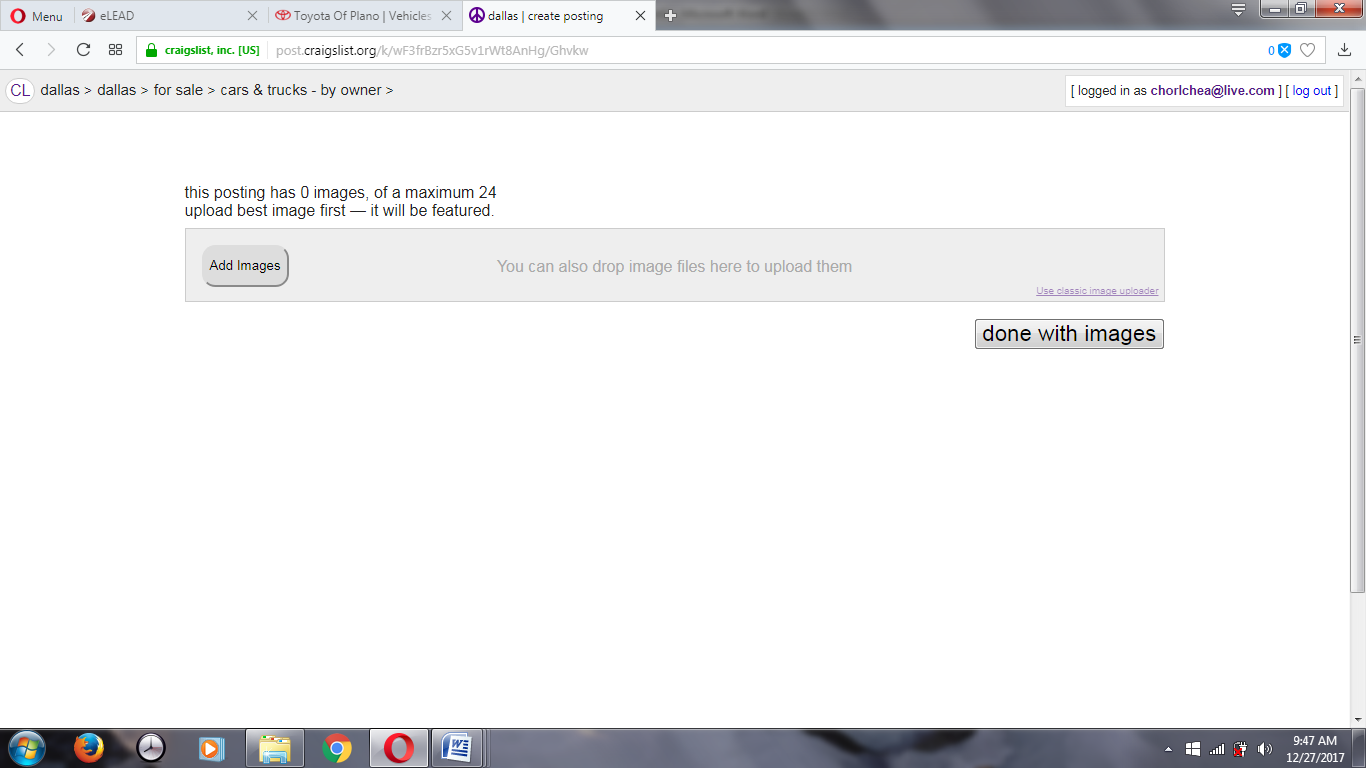 Menu
eLEAD
Toyota Of Plano | Vehicles
dallas | create posting
craigslist, inc. [US]
post.craigslist.org/k/wF3frBzr5xG5v1rWt8AnHg/Ghvkw
0
CL dallas > dallas > for sale > cars & trucks - by owner >
[ logged in as chorlchea@live.com ] [ log out ]
this posting has 0 images, of a maximum 24
upload best image first — it will be featured.
Add Images
You can also drop image files here to upload them
Use classic image uploader
done with images
9:47 AM
12/27/2017